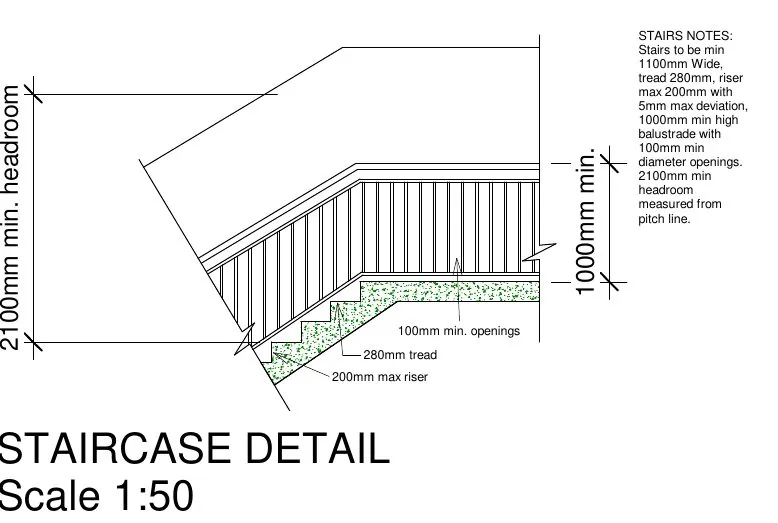 STAIRS NOTES:
Stairs to be min
1100mm Wide,
tread 280mm, riser
max 200mm with
5mm max deviation,
1000mm min high
balustrade with
100mm min
diameter openings.
2100mm min
headroom
measured from
pitch line.
2100mm min. headroom
1000mm min.
100mm min. openings
280mm tread
200mm max riser
STAIRCASE DETAIL
Scale 1:50